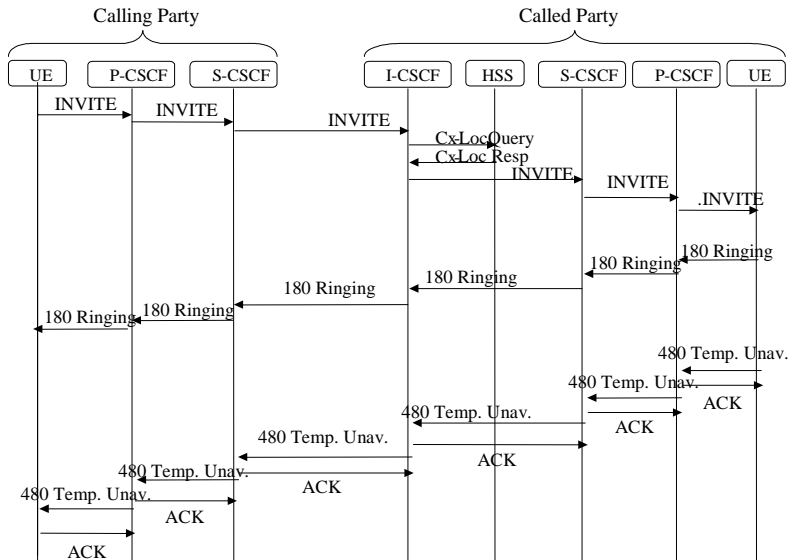 Calling Party Called Party
UE P-CSCF S-CSCF I-CSCF HSS S-CSCF P-CSCF UE
INVITE
INVITE
INVITE
Cx-LocQuery
Cx-Loc Resp
INVITE
INVITE
.INVITE
180 Ringing
180 Ringing
180 Ringing
180 Ringing
180 Ringing
180 Ringing
480 Temp. Unav.
480 Temp. Unav.
ACK
480 Temp. Unav.
ACK
480 Temp. Unav.
ACK
480 Temp. Unav.
ACK
480 Temp. Unav.
ACK
ACK